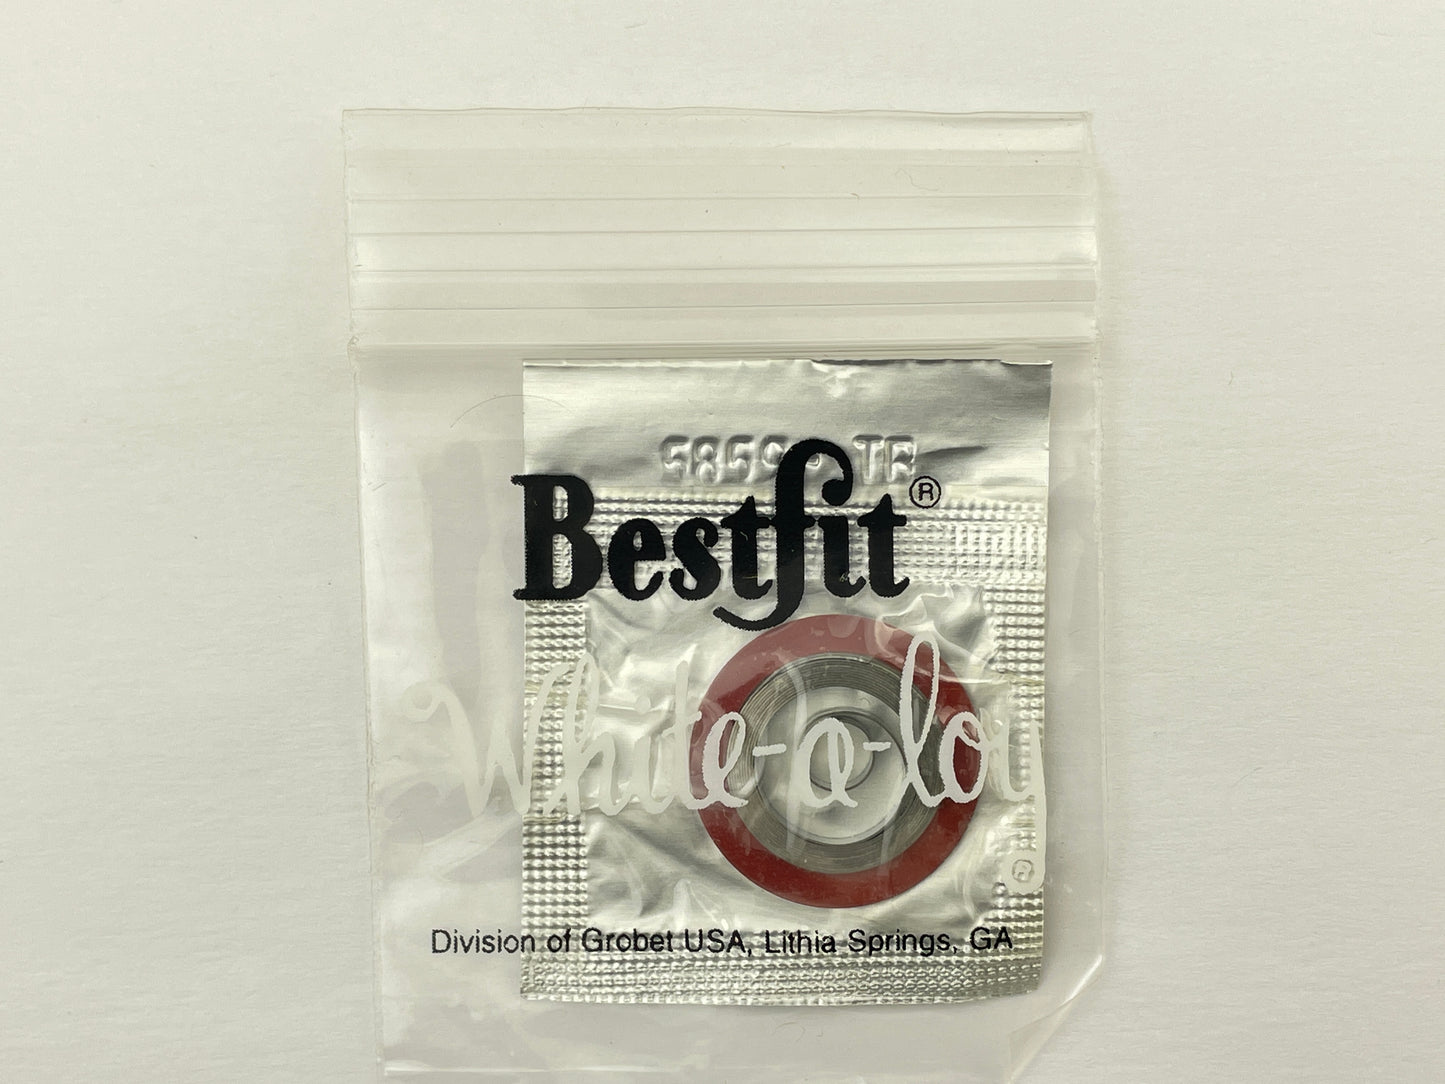 Bestfit®
White-a-loy
®
Division of Grobet USA, Lithia Springs, GA